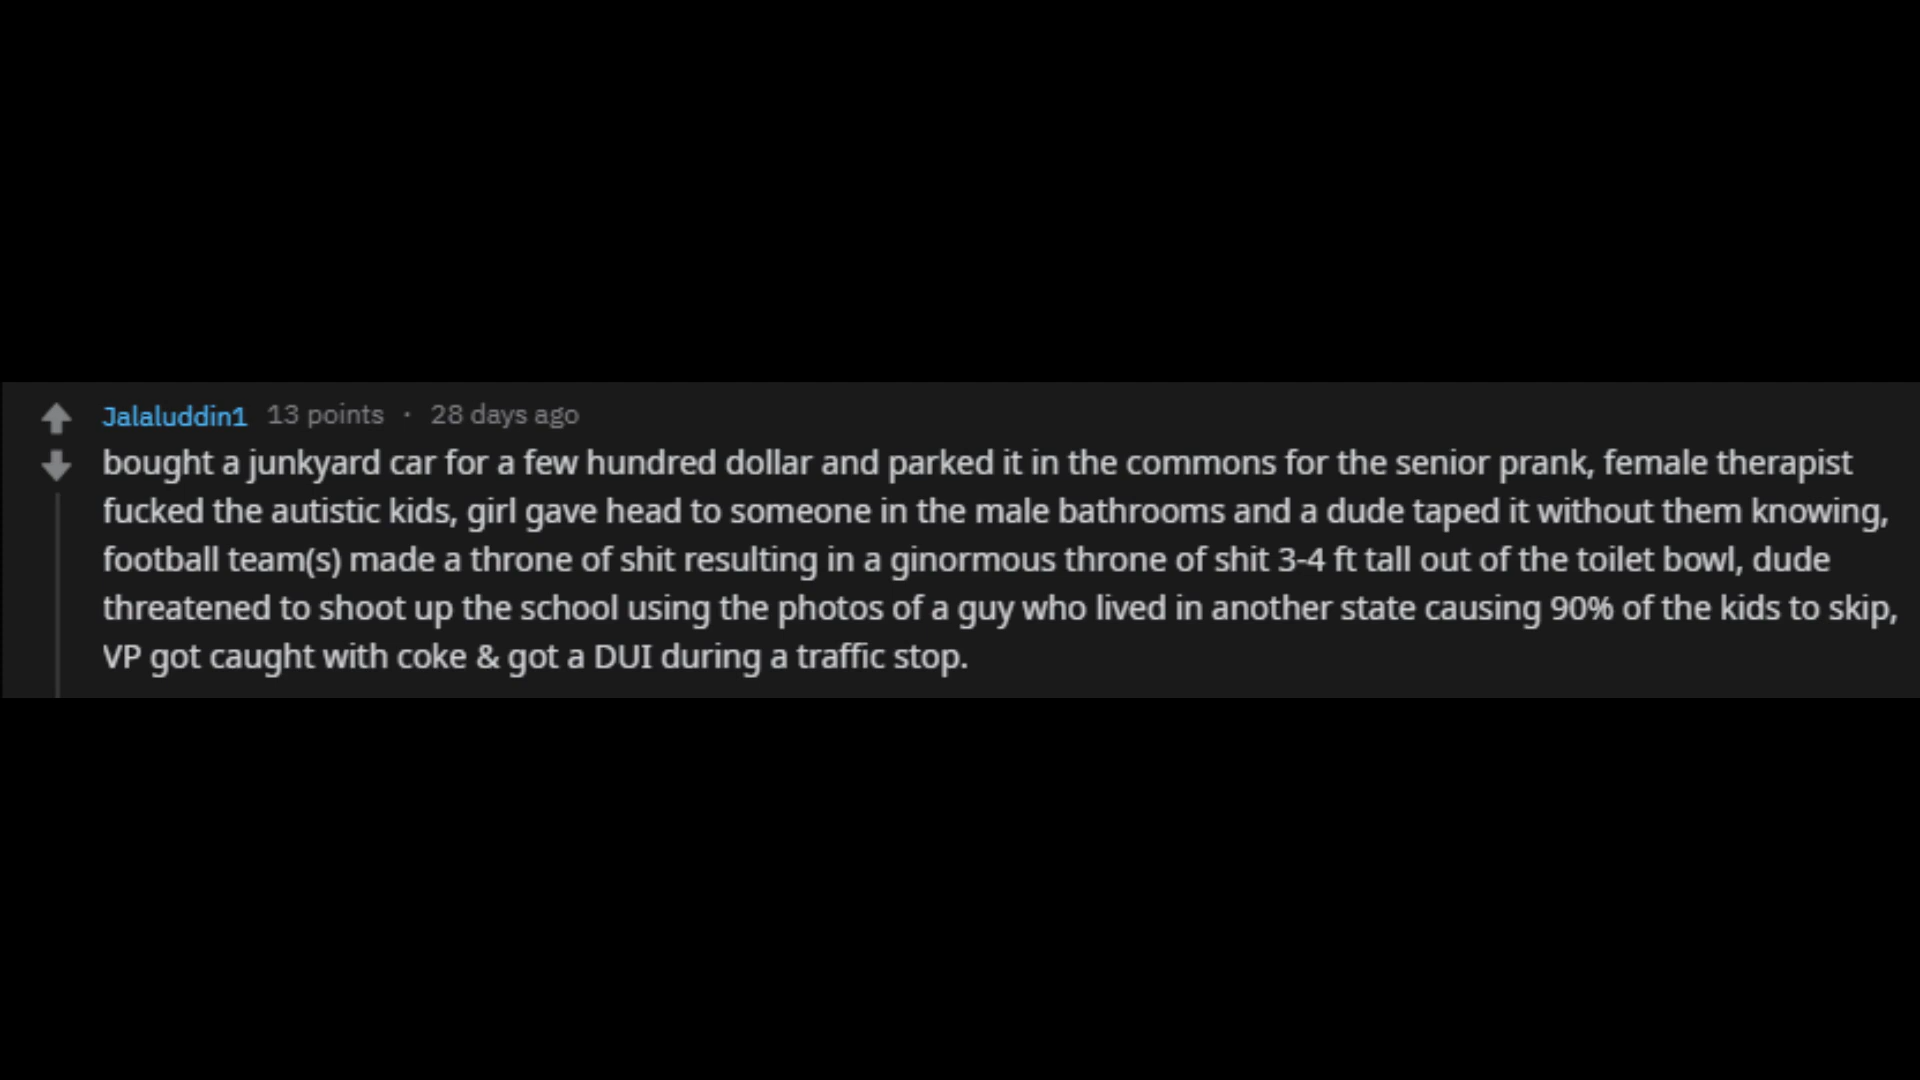 Jalaluddin1 13 points · 28 days ago
bought a junkyard car for a few hundred dollar and parked it in the commons for the senior prank, female therapist
fucked the autistic kids, girl gave head to someone in the male bathrooms and a dude taped it without them knowing,
football team(s) made a throne of shit resulting in a ginormous throne of shit 3-4 ft tall out of the toilet bowl, dude
threatened to shoot up the school using the photos of a guy who lived in another state causing 90% of the kids to skip,
VP got caught with coke & got a DUI during a traffic stop.